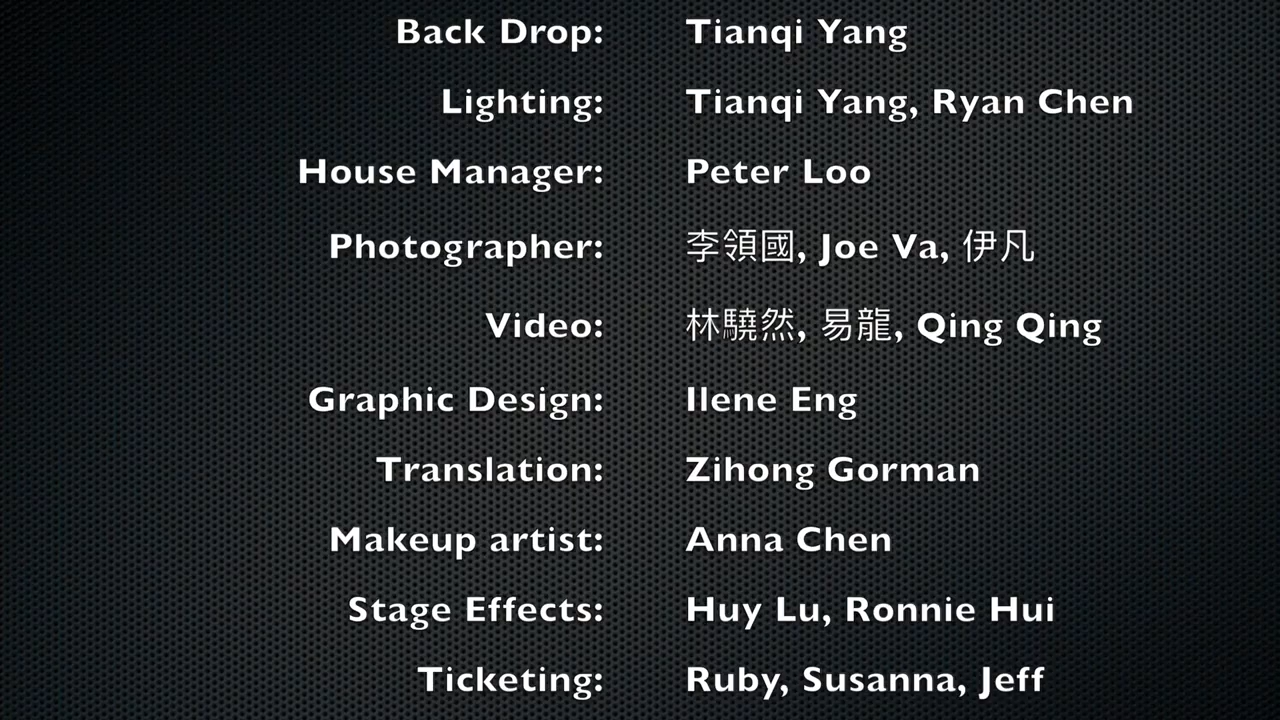 Back Drop: Tianqi Yang
Lighting: Tianqi Yang, Ryan Chen
House Manager: Peter Loo
Photographer: 李領國, Joe Va, 伊凡
Video: 林驍然, 易龍, Qing Qing
Graphic Design: Ilene Eng
Translation: Zihong Gorman
Makeup artist: Anna Chen
Stage Effects: Huy Lu, Ronnie Hui
Ticketing: Ruby, Susanna, Jeff